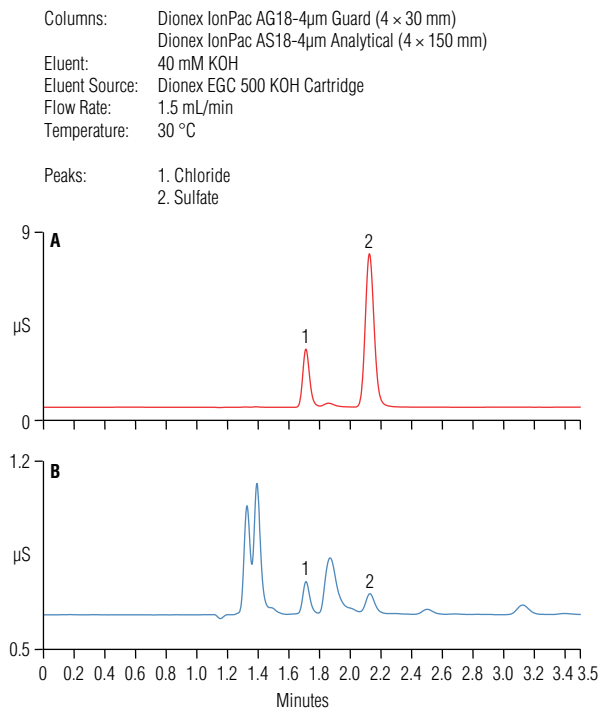 Columns: Dionex IonPac AG18-4µm Guard (4 × 30 mm)
Dionex IonPac AS18-4µm Analytical (4 × 150 mm)
Eluent: 40 mM KOH
Eluent Source: Dionex EGC 500 KOH Cartridge
Flow Rate: 1.5 mL/min
Temperature: 30 °C
Peaks: 1. Chloride
2. Sulfate
9
A
2
1
µS
0
1.2
B
µS
1
2
0.5
0 0.2 0.4 0.6 0.8 1.0 1.2 1.4 1.6 1.8 2.0 2.2 2.4 2.6 2.8 3.0 3.2 3.4 3.5
Minutes